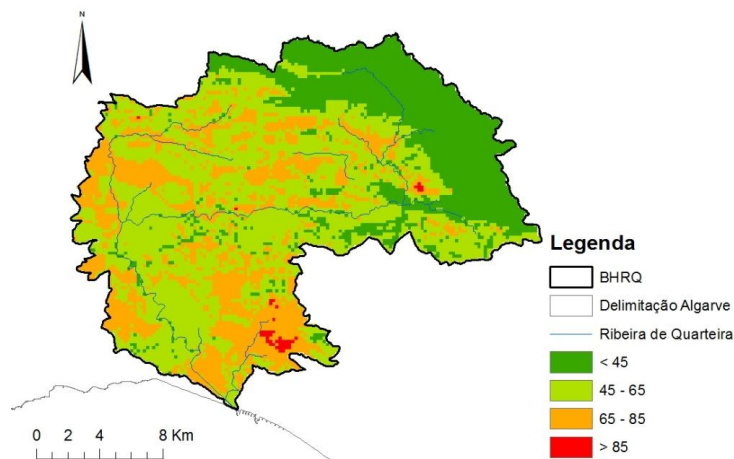 N
Legenda
BHRQ
Delimitação Algarve
Ribeira de Quarteira
< 45
45 - 65
65 - 85
> 85
0 2 4 8 Km